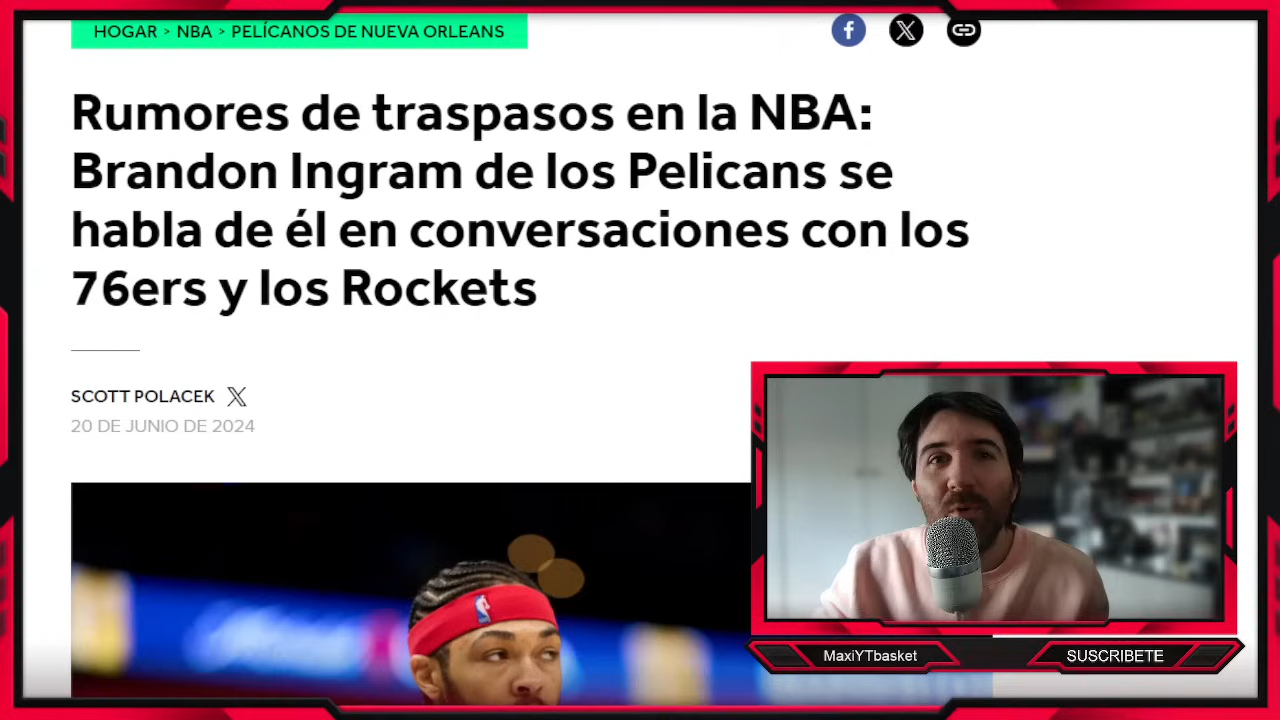 HOGAR > NBA > PELÍCANOS DE NUEVA ORLEANS
Rumores de traspasos en la NBA:
Brandon Ingram de los Pelicans se
habla de él en conversaciones con los
76ers y los Rockets
SCOTT POLACEK
20 DE JUNIO DE 2024
MaxiYTbasket
SUSCRIBETE